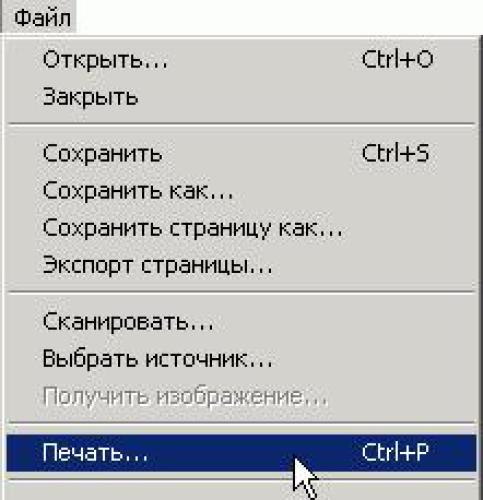 Файл
Открыть... Ctrl+O
Закрыть
Сохранить Ctrl+S
Сохранить как...
Сохранить страницу как...
Экспорт страницы...
Сканировать...
Выбрать источник...
Получить изображение...
Печать... Ctrl+P